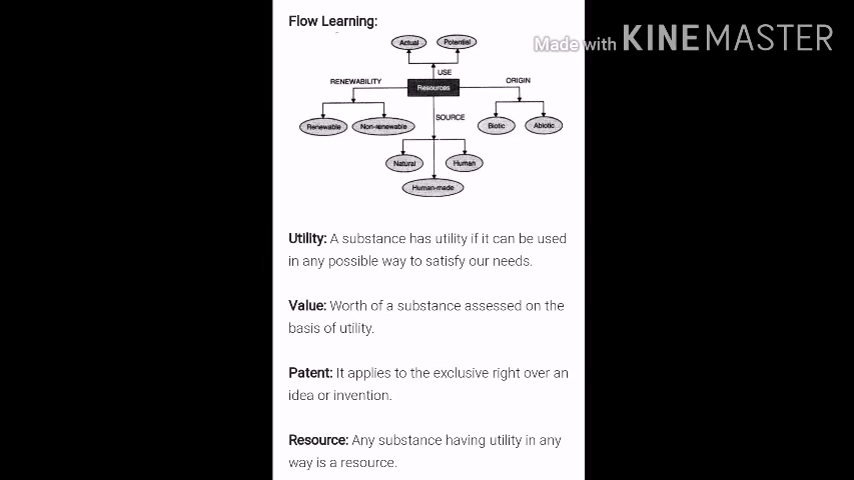 Flow Learning:
Made with KINEMASTER
Actual Potential
USE
RENEWABILITY ORIGIN
Resources
SOURCE
Renewable Non-renewable Biotic Abiotic
Natural Human
Human-made
Utility: A substance has utility if it can be used
in any possible way to satisfy our needs.
Value: Worth of a substance assessed on the
basis of utility.
Patent: It applies to the exclusive right over an
idea or invention.
Resource: Any substance having utility in any
way is a resource.